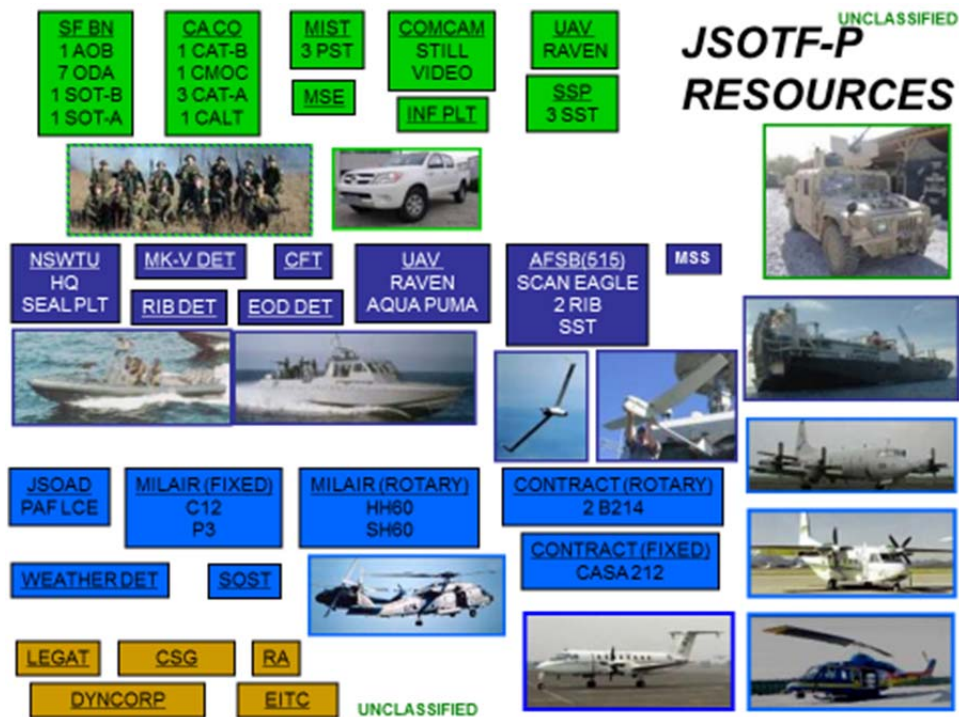 UNCLASSIFIED
JSOTF-P
RESOURCES
SF BN
1 AOB
7 ODA
1 SOT-B
1 SOT-A
CA CO
1 CAT-B
1 CMOC
3 CAT-A
1 CALT
MIST
3 PST
MSE
COMCAM
STILL
VIDEO
INF PLT
UAV
RAVEN
SSP
3 SST
NSWTU
HQ
SEAL PLT
MK-V DET
RIB DET
CFT
EOD DET
UAV
RAVEN
AQUA PUMA
AFSB(515)
SCAN EAGLE
2 RIB
SST
MSS
JSOAD
PAF LCE
MILAIR (FIXED)
C12
P3
MILAIR (ROTARY)
HH60
SH60
CONTRACT (ROTARY)
2 B214
CONTRACT (FIXED)
CASA 212
WEATHER DET
SOST
LEGAT
CSG
RA
DYNCORP
EITC
UNCLASSIFIED